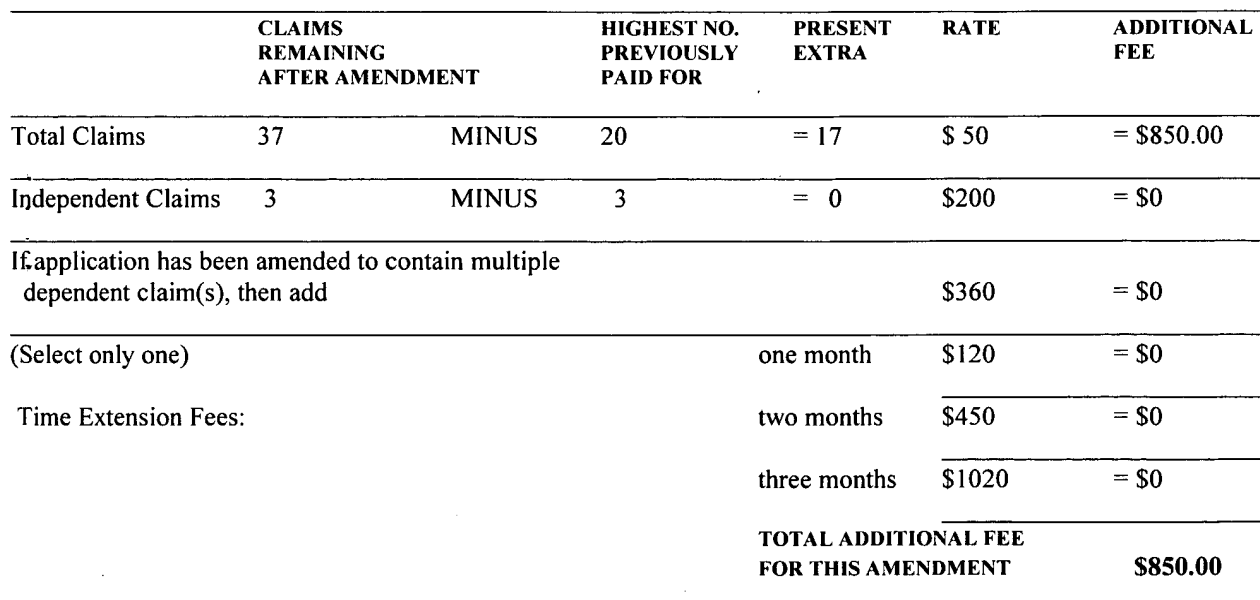 CLAIMS REMAINING AFTER AMENDMENT HIGHEST NO. PREVIOUSLY PAID FOR PRESENT EXTRA RATE ADDITIONAL FEE
Total Claims 37 MINUS 20 = 17 $ 50 = $850.00
Independent Claims 3 MINUS 3 = 0 $200 = $0
If application has been amended to contain multiple
dependent claim(s), then add $360 = $0
(Select only one) one month $120 = $0
Time Extension Fees: two months $450 = $0
three months $1020 = $0
TOTAL ADDITIONAL FEE
FOR THIS AMENDMENT $850.00